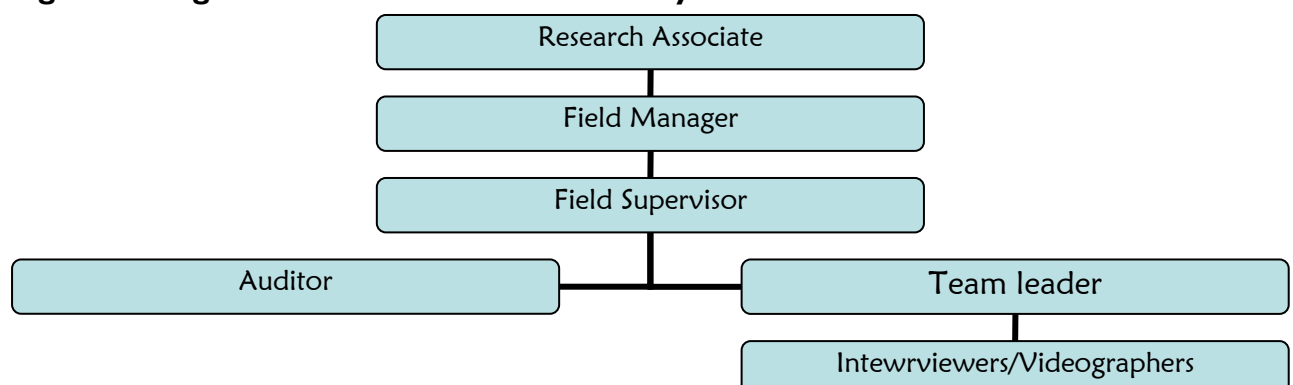 Research Associate
Field Manager
Field Supervisor
Auditor
Team leader
Intewrviewers/Videographers